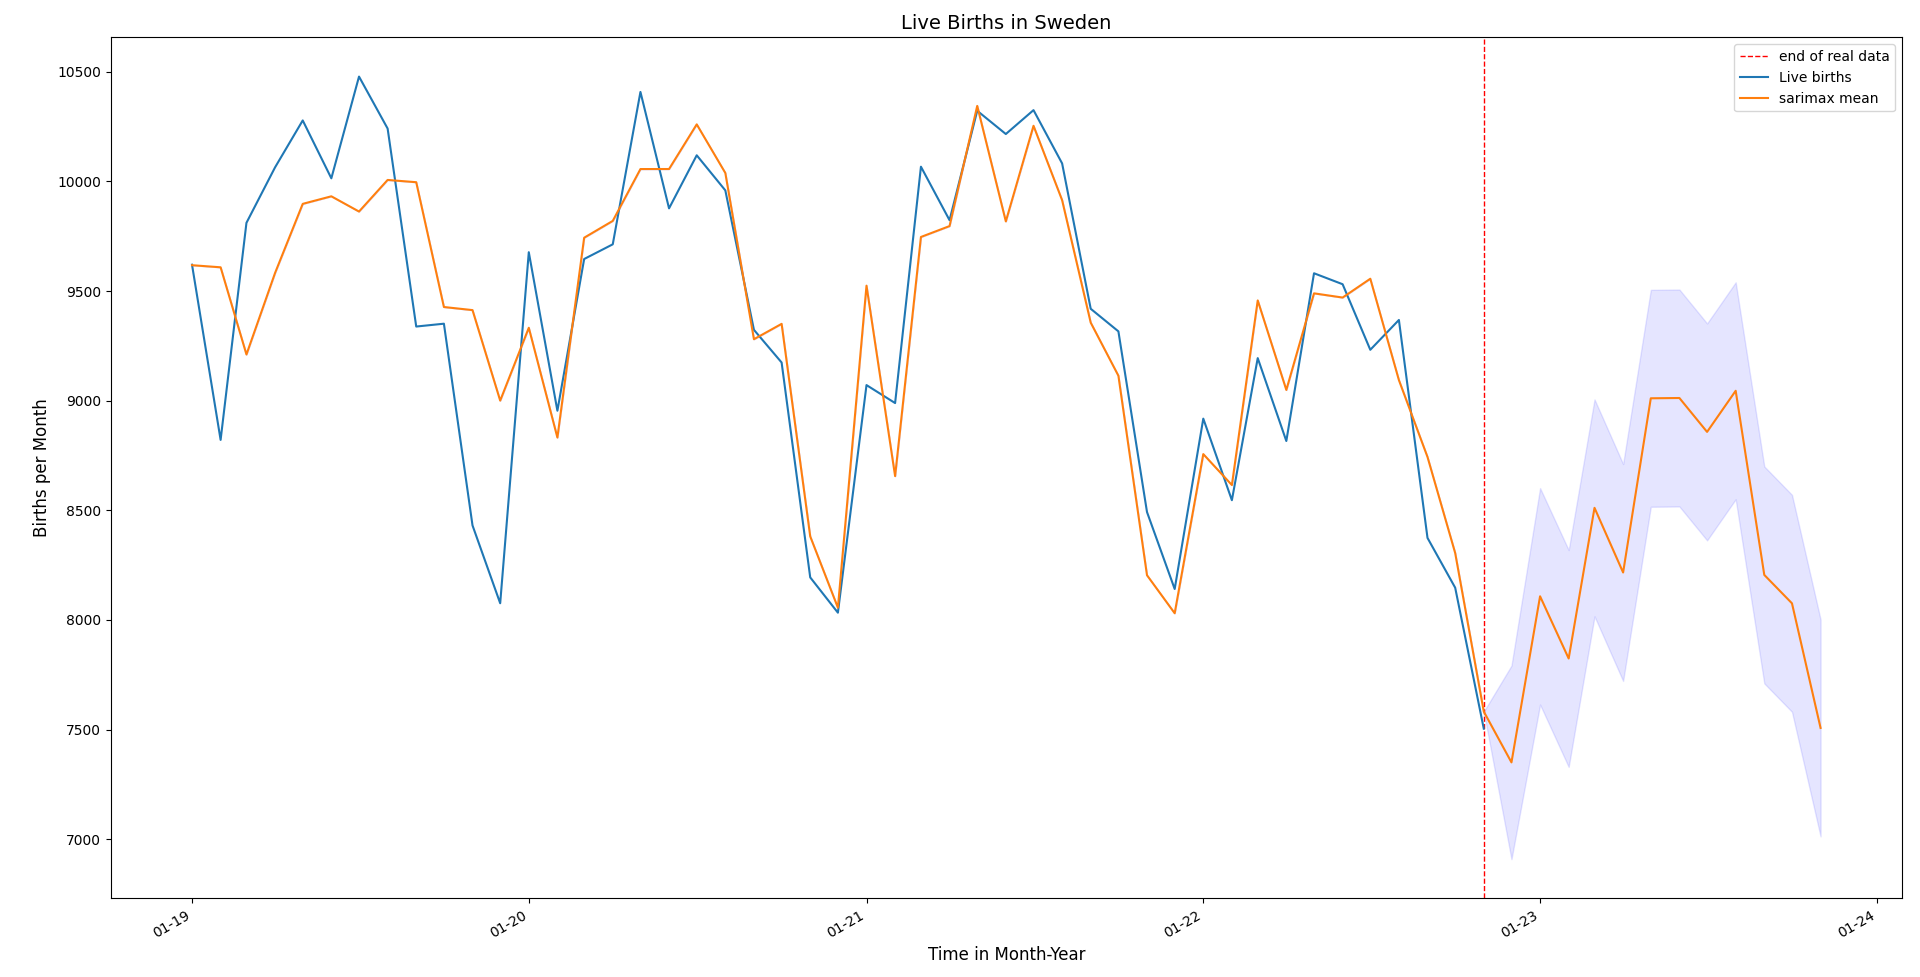 Live Births in Sweden
end of real data
Live births
sarimax mean
Births per Month
10500
10000
9500
9000
8500
8000
7500
7000
01-19
01-20
01-21
01-22
01-23
01-24
Time in Month-Year